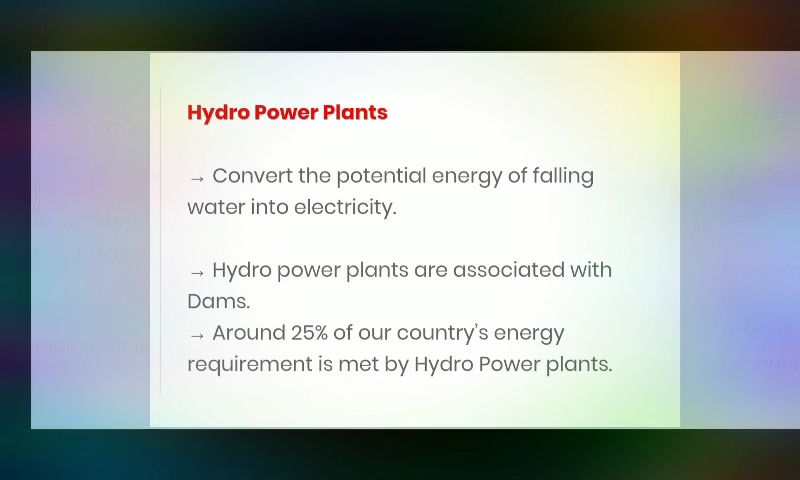 Hydro Power Plants
→ Convert the potential energy of falling
water into electricity.
→ Hydro power plants are associated with
Dams.
→ Around 25% of our country's energy
requirement is met by Hydro Power plants.